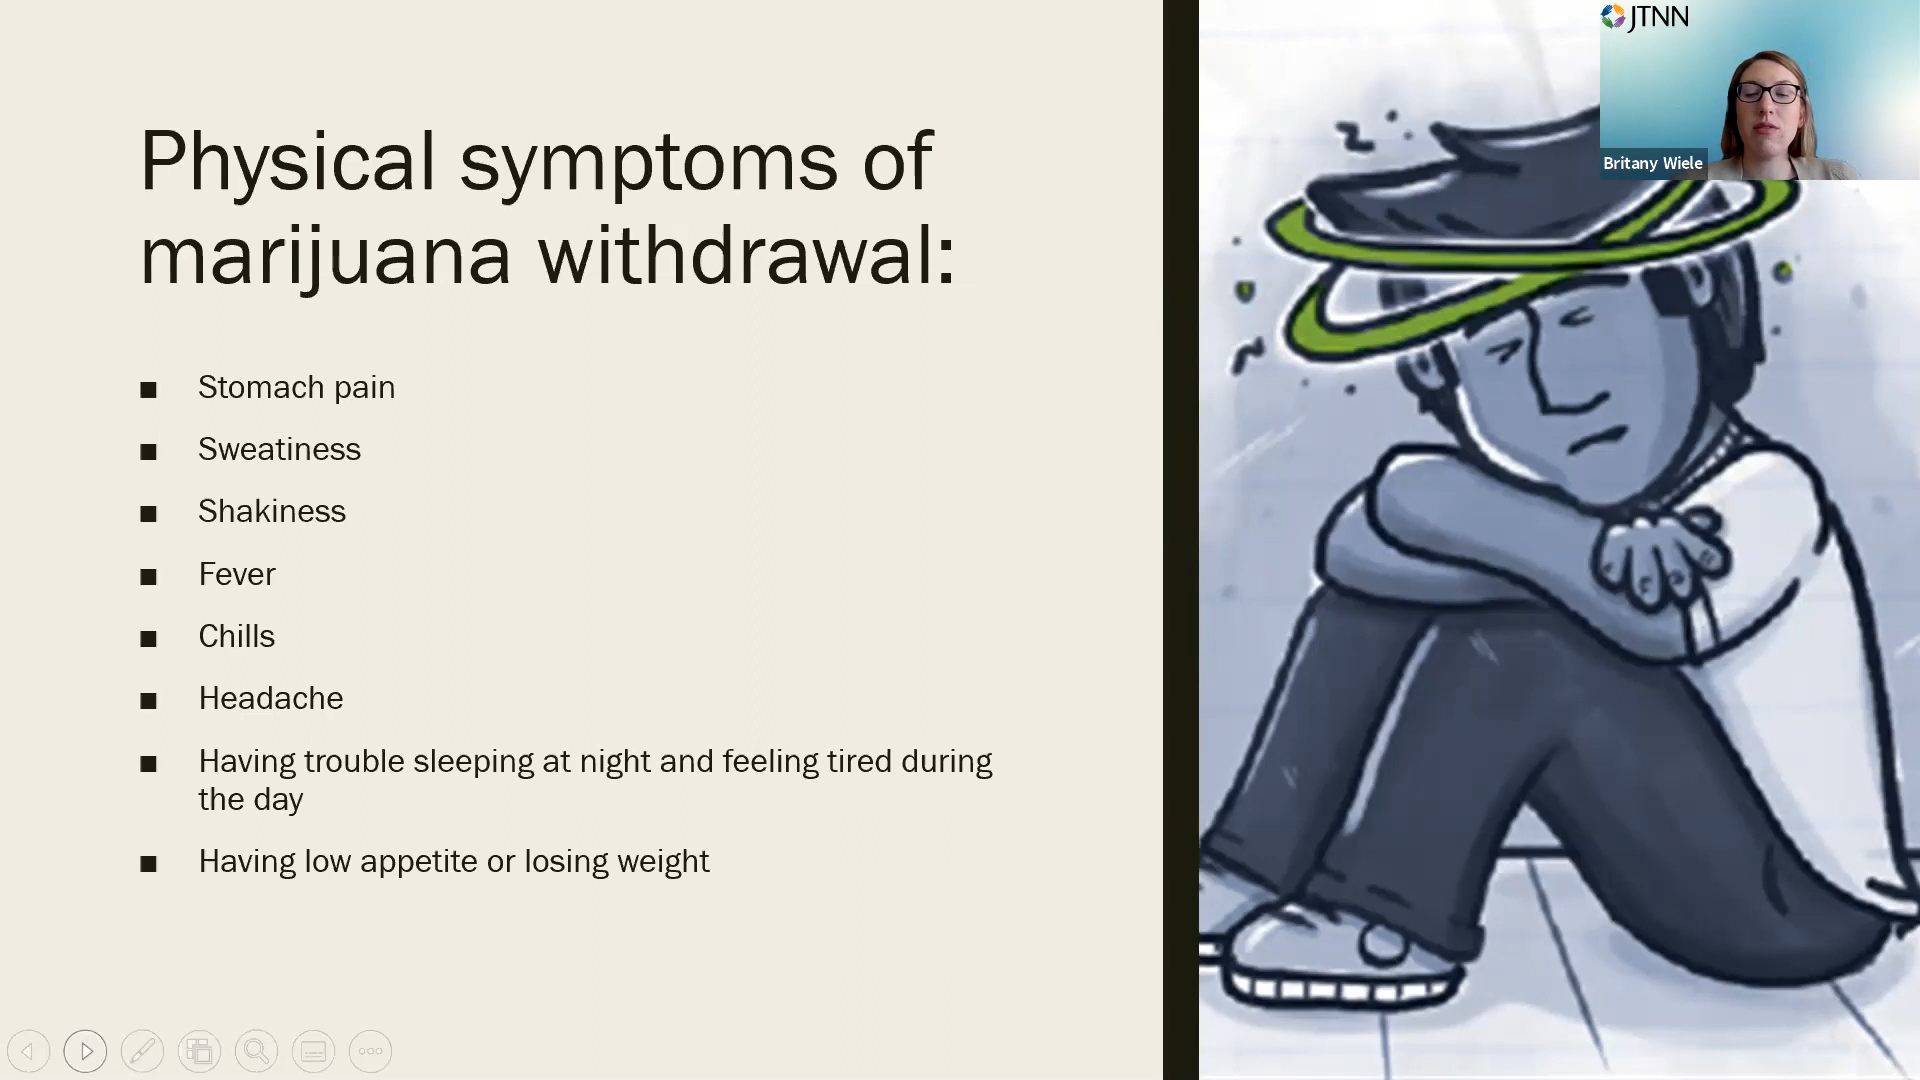 JTNN
Britany Wiele
Physical symptoms of
marijuana withdrawal:
■ Stomach pain
■ Sweatiness
■ Shakiness
■ Fever
■ Chills
■ Headache
■ Having trouble sleeping at night and feeling tired during
the day
■ Having low appetite or losing weight